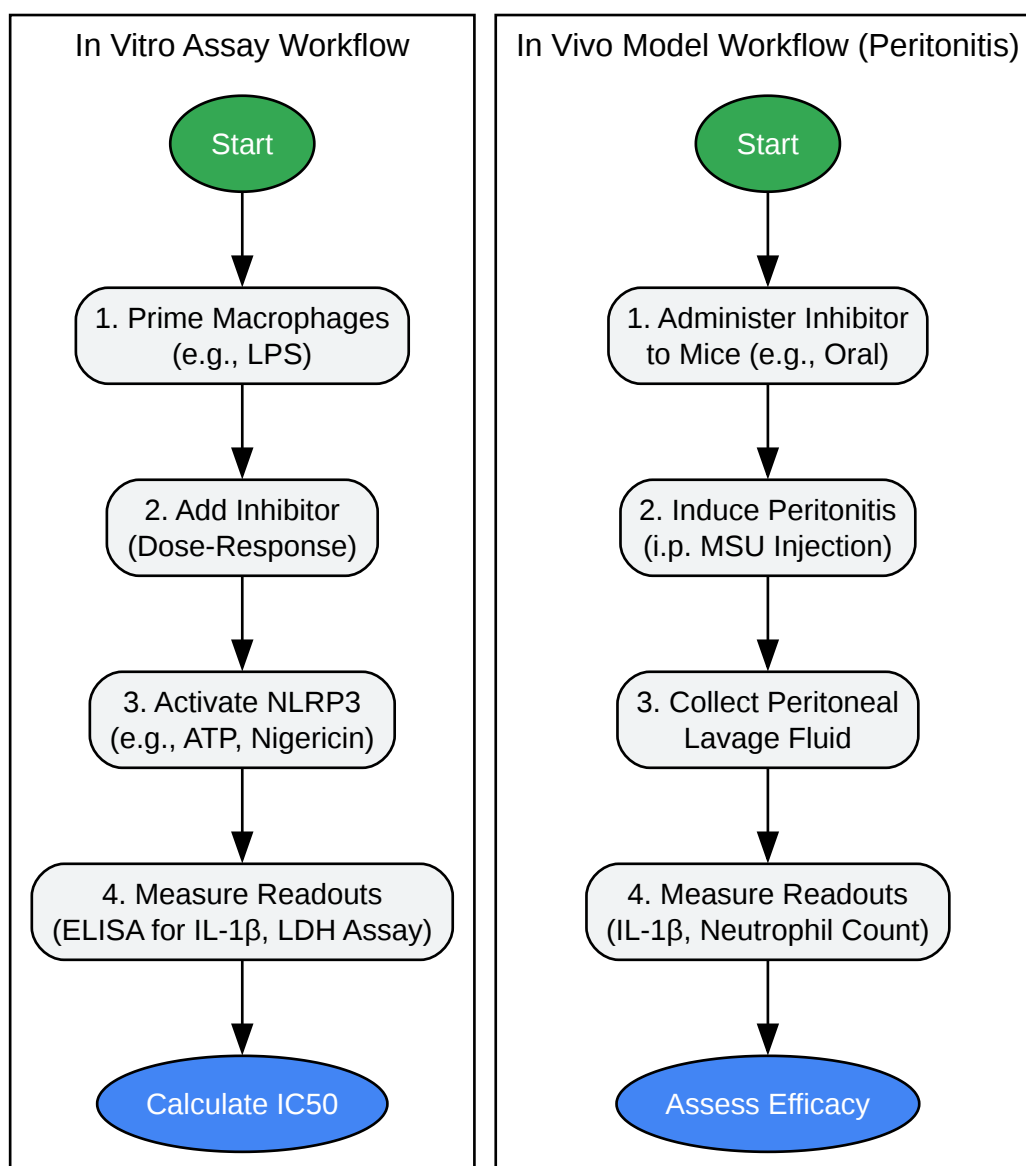 In Vitro Assay Workflow
Start
1. Prime Macrophages
(e.g., LPS)
2. Add Inhibitor
(Dose-Response)
3. Activate NLRP3
(e.g., ATP, Nigericin)
4. Measure Readouts
(ELISA for IL-1β, LDH Assay)
Calculate IC50
In Vivo Model Workflow (Peritonitis)
Start
1. Administer Inhibitor
to Mice (e.g., Oral)
2. Induce Peritonitis
(i.p. MSU Injection)
3. Collect Peritoneal
Lavage Fluid
4. Measure Readouts
(IL-1β, Neutrophil Count)
Assess Efficacy